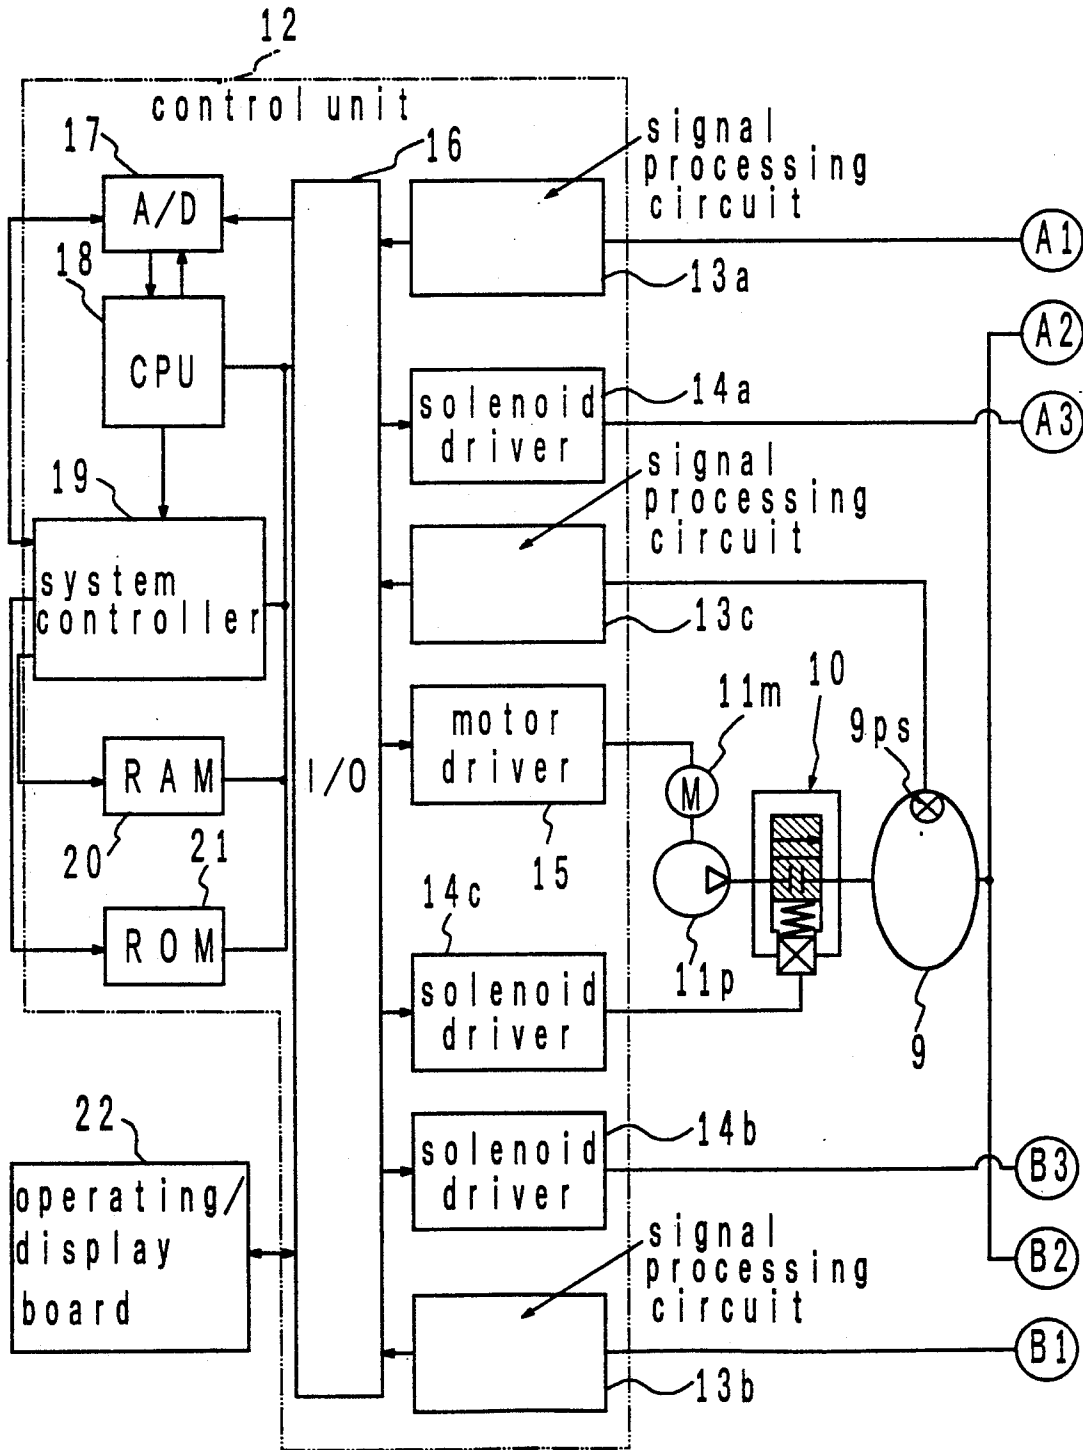 12
control unit
17
16
signal
processing
circuit
A/D
A1
18
13a
A2
CPU
14a
solenoid
driver
A3
signal
processing
circuit
19
system
controller
13c
10
11m
9ps
motor
driver
M
RAM
I/O
20
21
15
14c
ROM
11p
solenoid
driver
9
22
14b
solenoid
driver
B3
operating/
display
board
signal
processing
circuit
B2
B1
13b